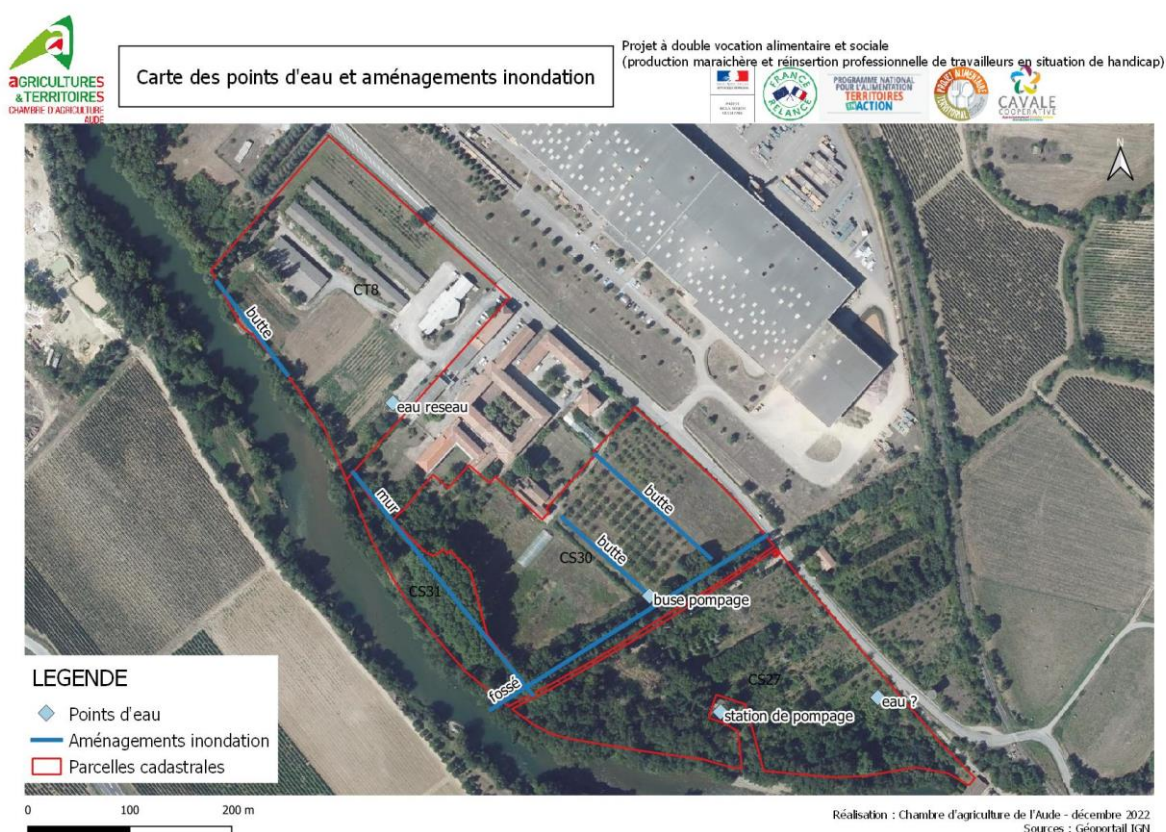 aGRICULTURES
& TERRITOIRES
CHAMBRE D'AGRICULTURE
AUDE
Carte des points d'eau et aménagements inondation
Projet à double vocation alimentaire et sociale
(production maraichère et réinsertion professionnelle de travailleurs en situation de handicap)
FRANCE
RELANCE
PROGRAMME NATIONAL
POUR L'ALIMENTATION
TERRITOIRES
EN ACTION
PROJET ALIMENTAIRE
TERRITORIAL
CAVALE
COOPERATIVE
N
CT8
butte
eau reseau
mur
butte
butte
CS30
CS31
buse pompage
fossé
CS27
station de pompage
eau ?
LEGENDE
Points d'eau
Aménagements inondation
Parcelles cadastrales
0 100 200 m
Réalisation : Chambre d'agriculture de l'Aude - décembre 2022
Sources : Géoportail IGN